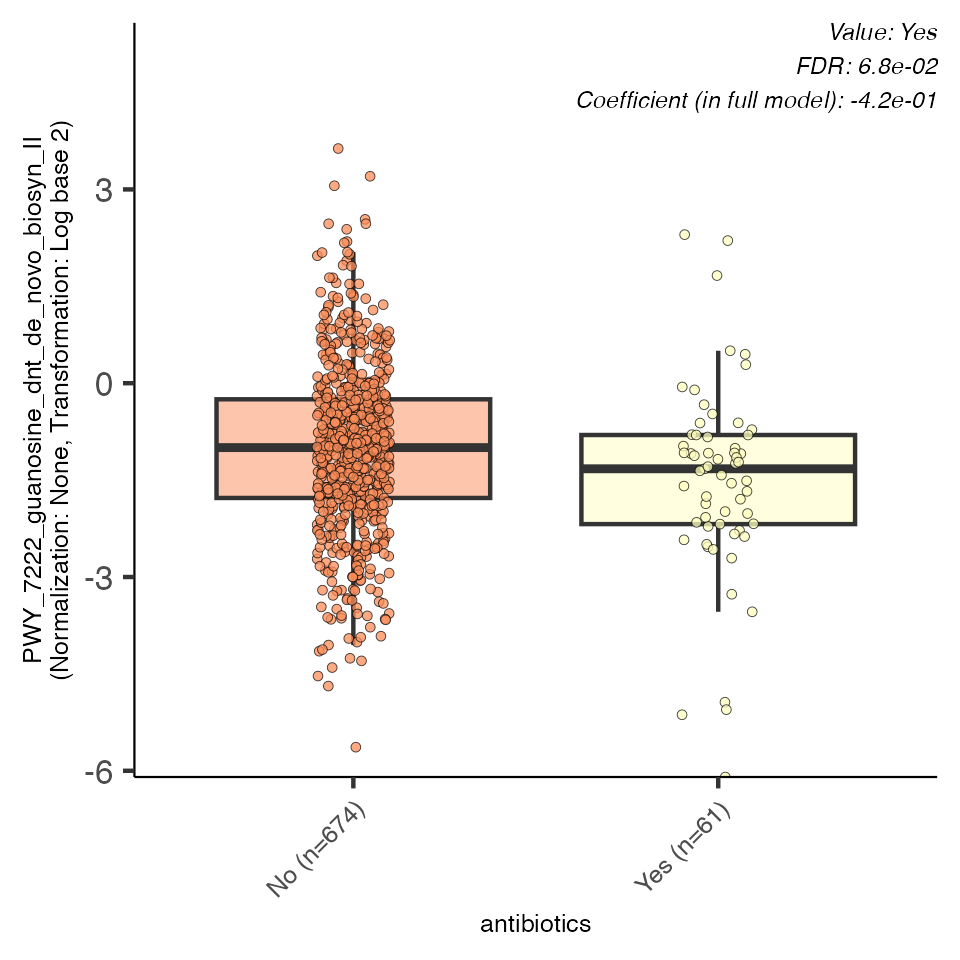 Value: Yes
FDR: 6.8e-02
Coefficient (in full model): -4.2e-01
PWY_7222_guanosine_dnt_de_novo_biosyn_II
(Normalization: None, Transformation: Log base 2)
3
0
-3
-6
No (n=674)
Yes (n=61)
antibiotics